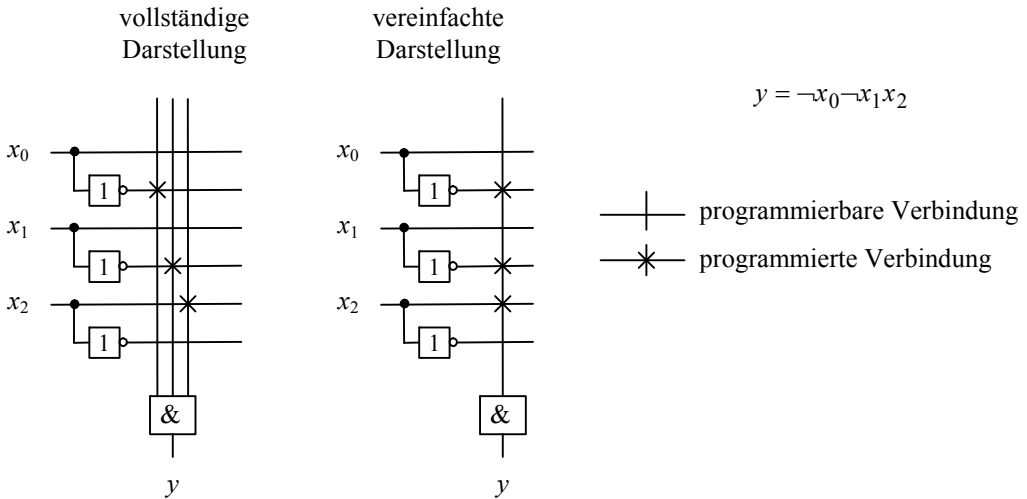 vollständige
Darstellung
vereinfachte
Darstellung
y = ¬x₀¬x₁x₂
x₀
1
x₁
1
x₂
1
&
y
x₀
1
x₁
1
x₂
1
&
y
programmierbare Verbindung
programmierte Verbindung